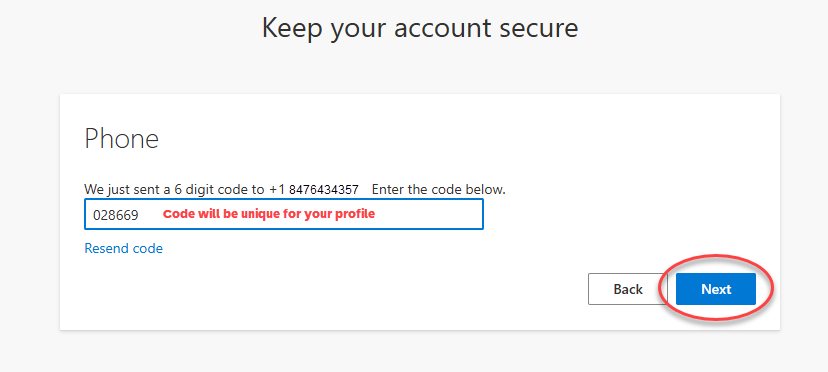 Keep your account secure
Phone
We just sent a 6 digit code to +1 8476434357 Enter the code below.
028669 Code will be unique for your profile
Resend code
Back Next